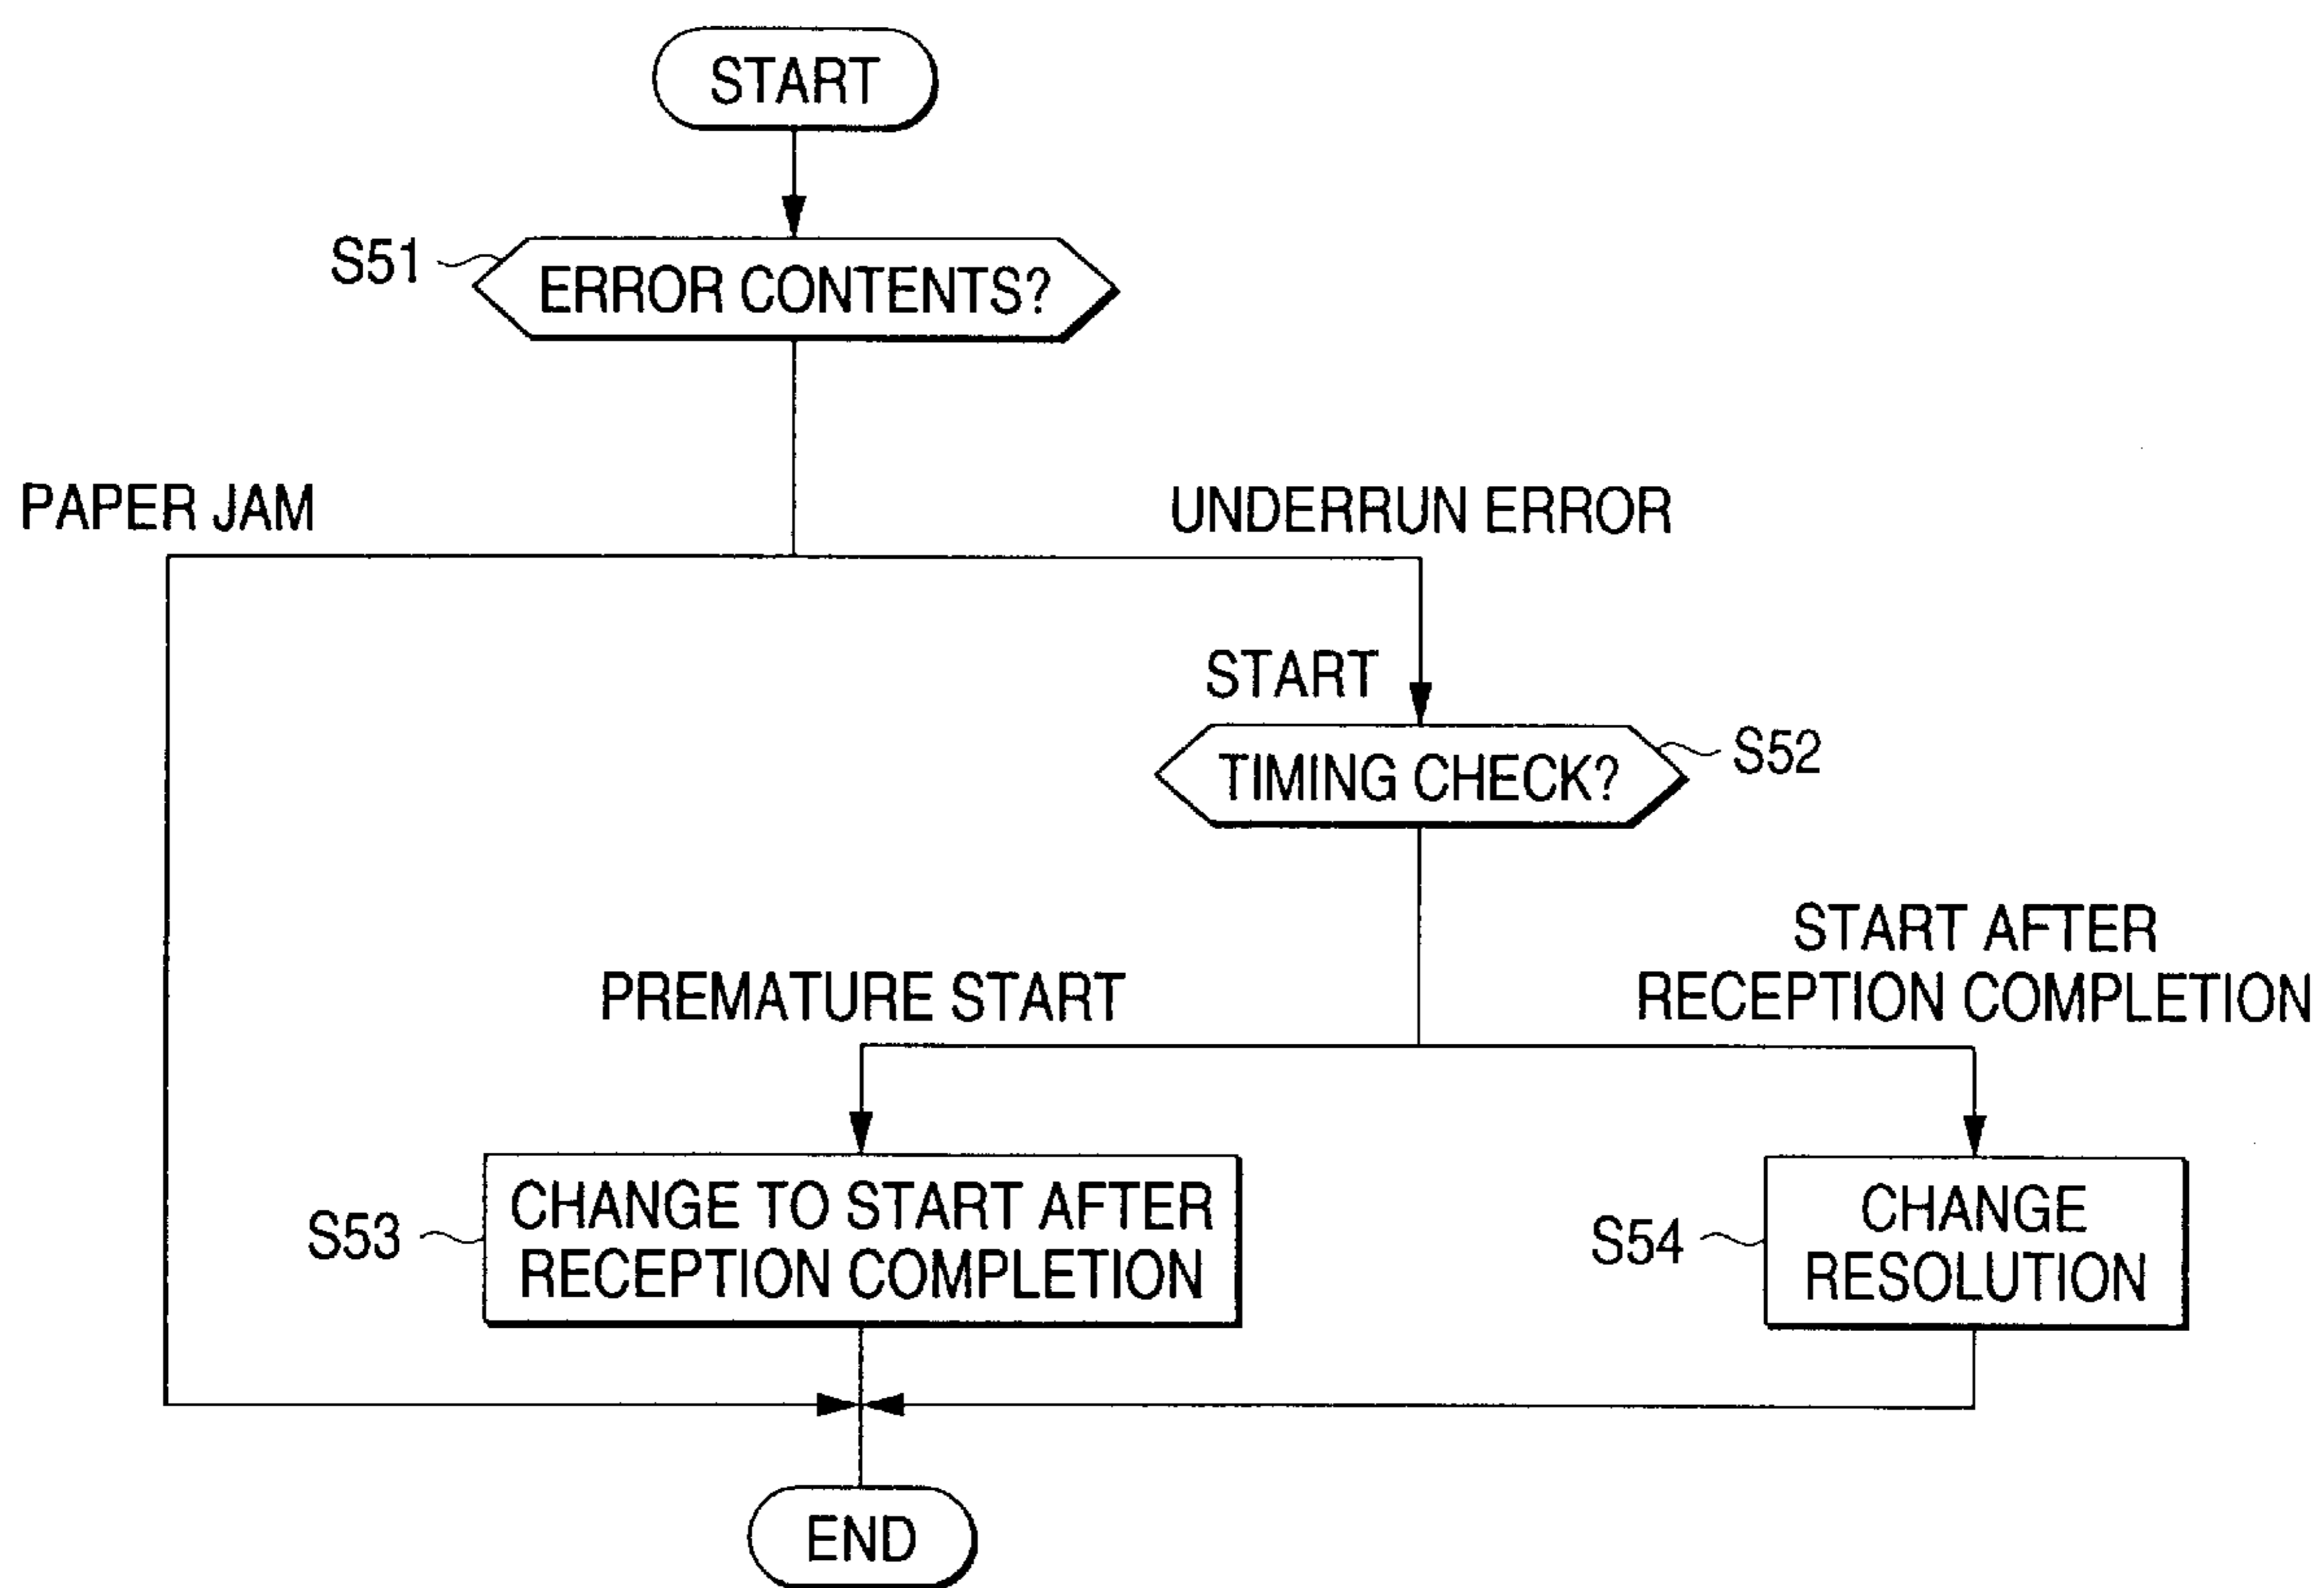 START
S51
ERROR CONTENTS?
PAPER JAM
UNDERRUN ERROR
START
TIMING CHECK?
S52
PREMATURE START
START AFTER
RECEPTION COMPLETION
S53
CHANGE TO START AFTER
RECEPTION COMPLETION
S54
CHANGE
RESOLUTION
END